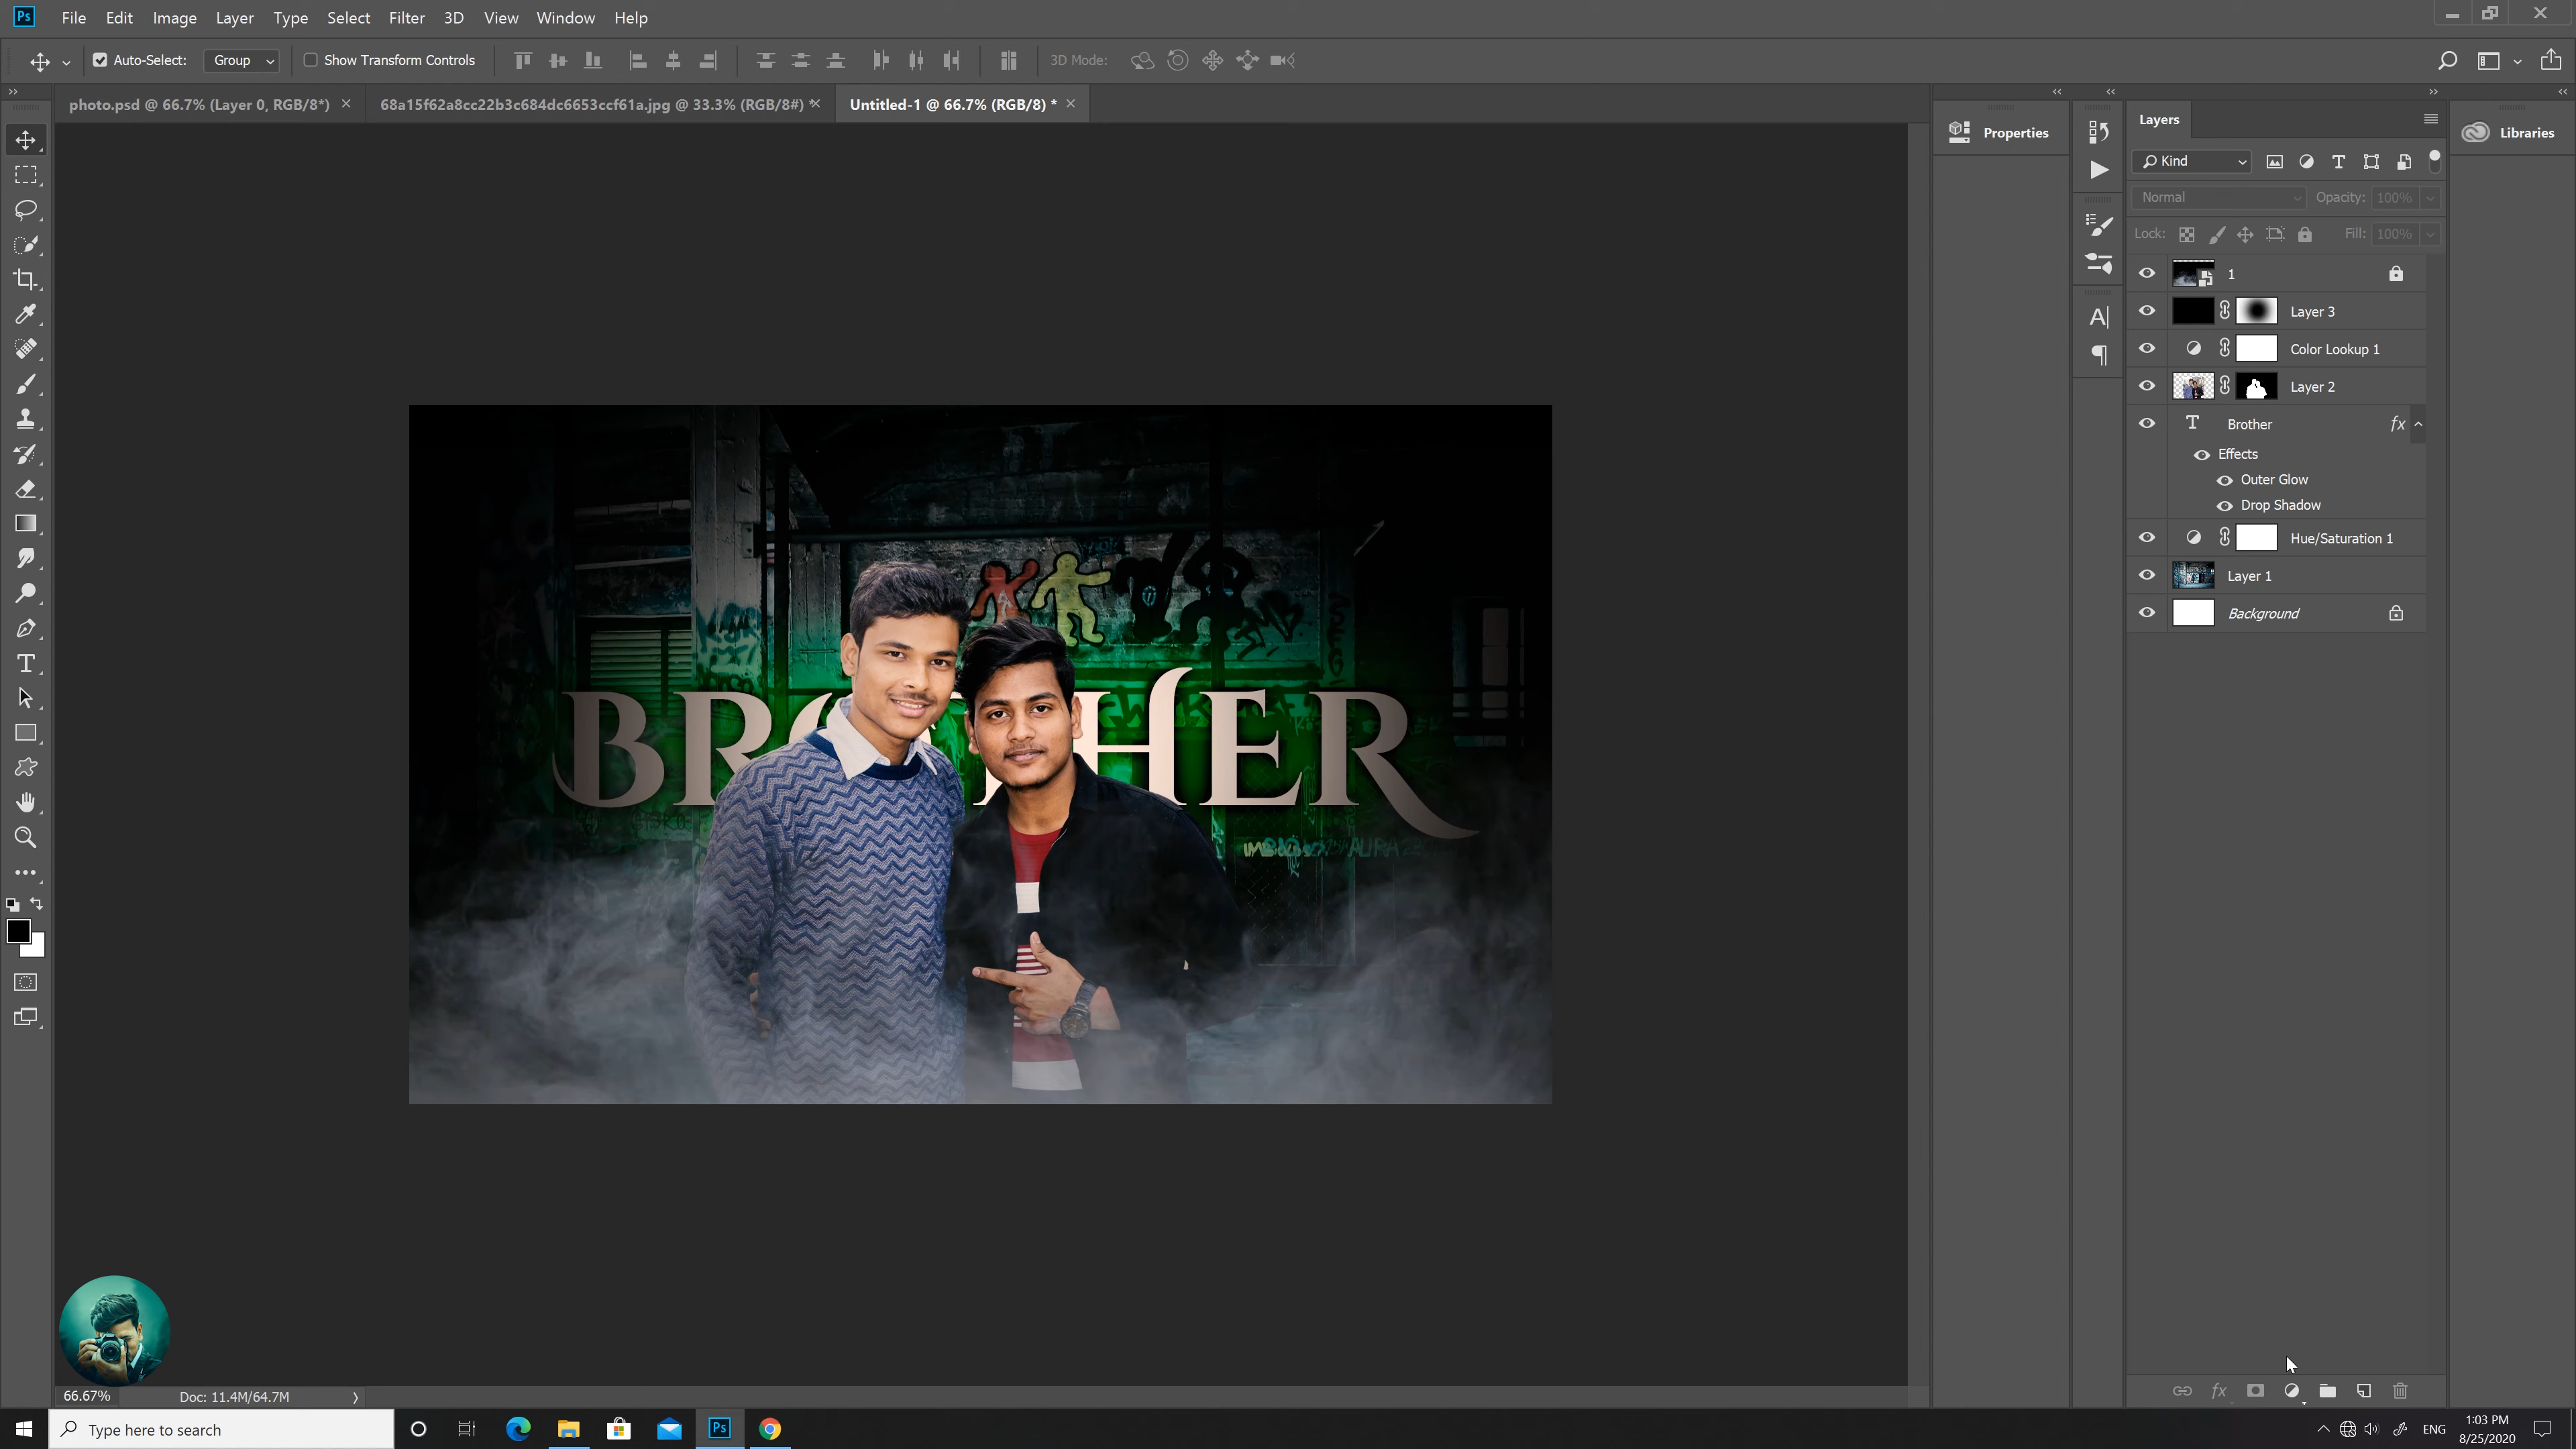 Ps File Edit Image Layer Type Select Filter 3D View Window Help
Auto-Select: Group Show Transform Controls 3D Mode:
photo.psd @ 66.7% (Layer 0, RGB/8*) 68a15f62a8cc22b3c684dc6653ccf61a.jpg @ 33.3% (RGB/8#) * Untitled-1 @ 66.7% (RGB/8) *
Properties
Layers
Libraries
Kind
Normal Opacity: 100%
Lock: Fill: 100%
1
Layer 3
Color Lookup 1
Layer 2
Brother fx
Effects
Outer Glow
Drop Shadow
Hue/Saturation 1
Layer 1
Background
66.67% Doc: 11.4M/64.7M
Type here to search
Ps
ENG
1:03 PM
8/25/2020